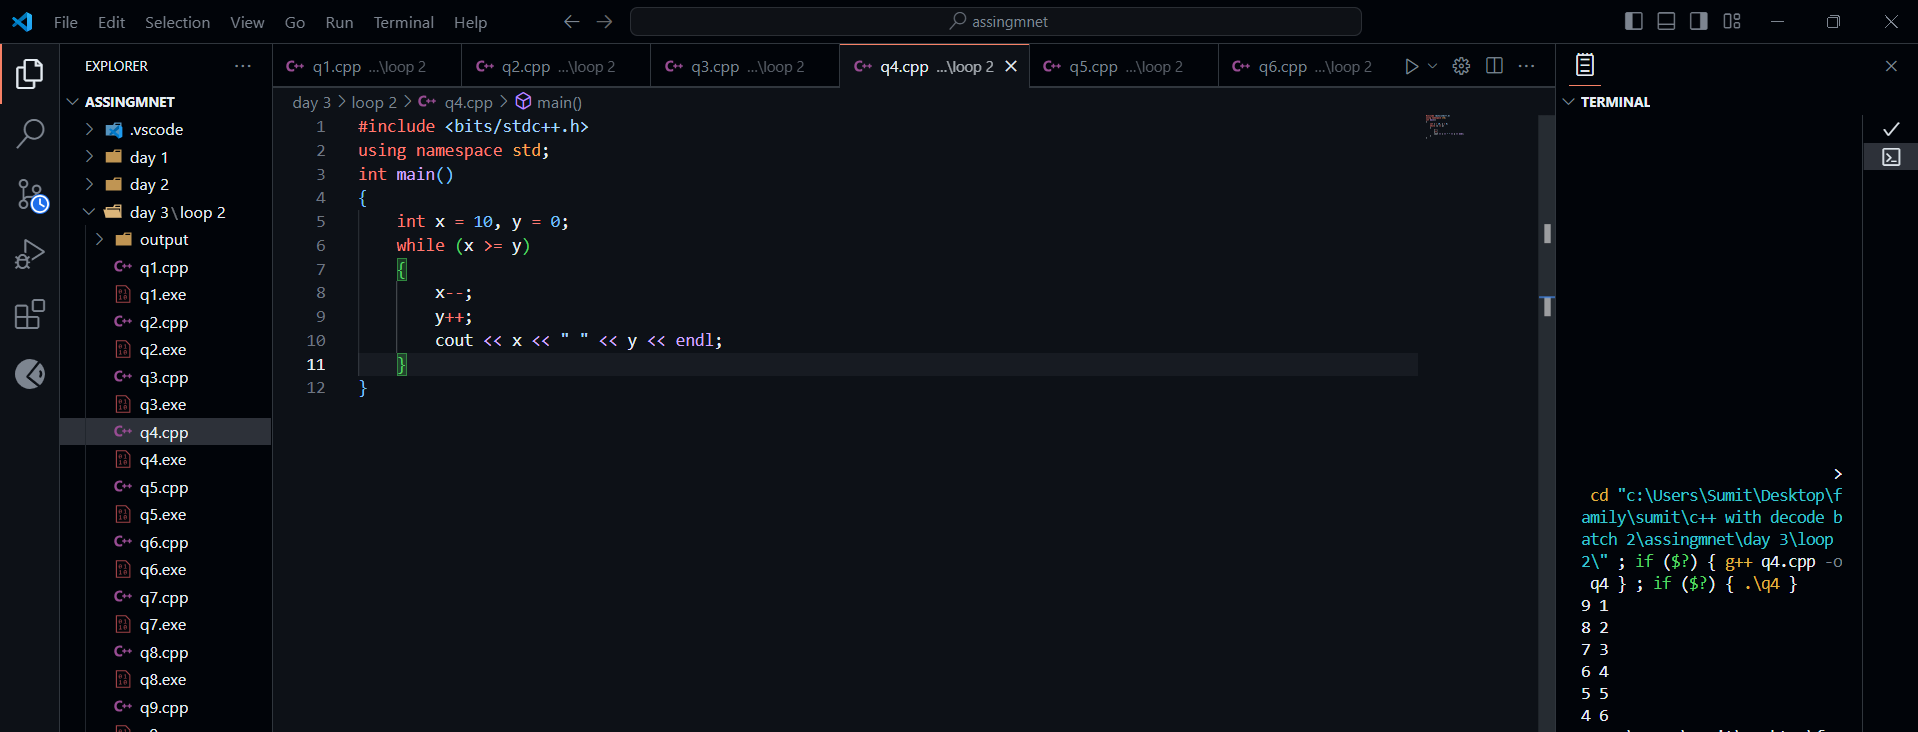 File Edit Selection View Go Run Terminal Help
assingmnet
EXPLORER
ASSINGMNET
.vscode
day 1
day 2
day 3\loop 2
output
q1.cpp
q1.exe
q2.cpp
q2.exe
q3.cpp
q3.exe
q4.cpp
q4.exe
q5.cpp
q5.exe
q6.cpp
q6.exe
q7.cpp
q7.exe
q8.cpp
q8.exe
q9.cpp
q1.cpp ...\loop 2 q2.cpp ...\loop 2 q3.cpp ...\loop 2 q4.cpp ...\loop 2 q5.cpp ...\loop 2 q6.cpp ...\loop 2
day 3 > loop 2 > q4.cpp > main()
1 #include <bits/stdc++.h>
2 using namespace std;
3 int main()
4 {
5 int x = 10, y = 0;
6 while (x >= y)
7 {
8 x--;
9 y++;
10 cout << x << " " << y << endl;
11 }
12 }
TERMINAL
>
cd "c:\Users\Sumit\Desktop\f
amily\sumit\c++ with decode b
atch 2\assingmnet\day 3\loop
2\" ; if ($?) { g++ q4.cpp -o
q4 } ; if ($?) { .\q4 }
9 1
8 2
7 3
6 4
5 5
4 6